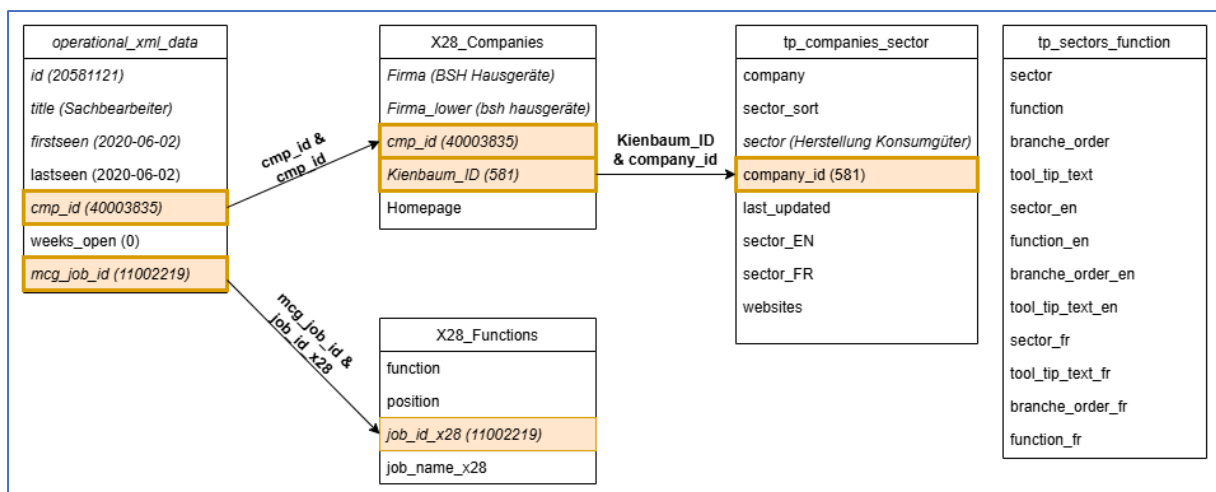 operational_xml_data
id (20581121)
title (Sachbearbeiter)
firstseen (2020-06-02)
lastseen (2020-06-02)
cmp_id (40003835)
weeks_open (0)
mcg_job_id (11002219)
cmp_id &
cmp_id
mcg_job_id &
job_id_x28
X28_Companies
Firma (BSH Hausgeräte)
Firma_lower (bsh hausgeräte)
cmp_id (40003835)
Kienbaum_ID (581)
Homepage
X28_Functions
function
position
job_id_x28 (11002219)
job_name_x28
Kienbaum_ID
& company_id
tp_companies_sector
company
sector_sort
sector (Herstellung Konsumgüter)
company_id (581)
last_updated
sector_EN
sector_FR
websites
tp_sectors_function
sector
function
branche_order
tool_tip_text
sector_en
function_en
branche_order_en
tool_tip_text_en
sector_fr
tool_tip_text_fr
branche_order_fr
function_fr